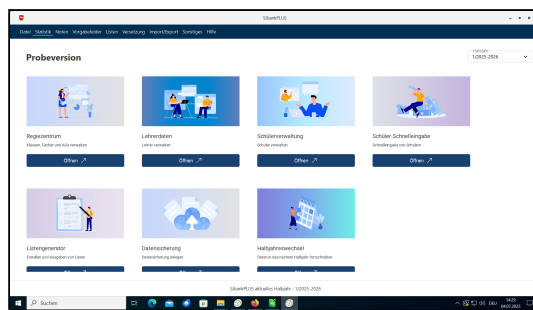 SibankPLUS
Datei Statistik Noten Vorgabefelder Listen Versetzung Import/Export Sonstiges Hilfe
Probeversion
Halbjahr
1/2025-2026
Regiezentrum
Klassen, Fächer und AGs verwalten
Öffnen
Lehrerdaten
Lehrer verwalten
Öffnen
Schülerverwaltung
Schüler verwalten
Öffnen
Schüler-Schnelleingabe
Schnelleingabe von Schülern
Öffnen
Listengenerator
Erstellen und Ausgeben von Listen
Datensicherung
Datensicherung anlegen
Halbjahreswechsel
Daten in das nächste Halbjahr fortschreiben
SibankPLUS aktuelles Halbjahr - 1/2025-2026
Suchen
DEU
14:29
04.07.2025